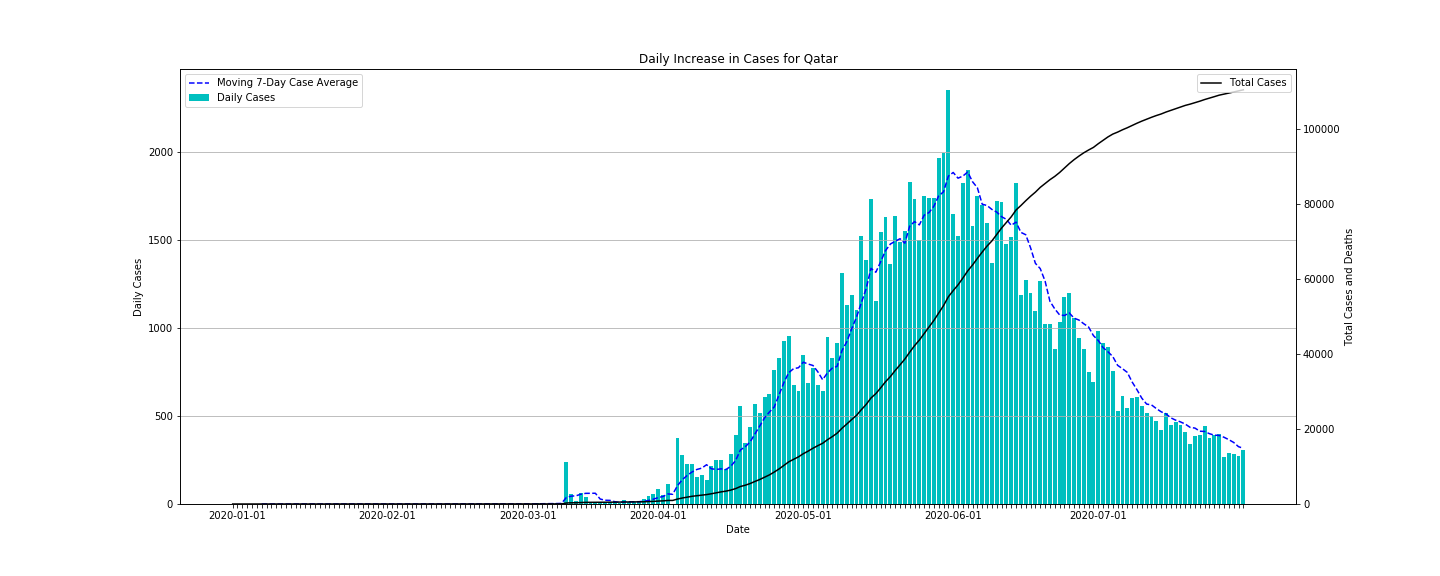 Daily Increase in Cases for Qatar
Moving 7-Day Case Average
Daily Cases
Total Cases
2000
1500
1000
500
0
Daily Cases
100000
80000
60000
40000
20000
0
Total Cases and Deaths
2020-01-01
2020-02-01
2020-03-01
2020-04-01
2020-05-01
2020-06-01
2020-07-01
Date